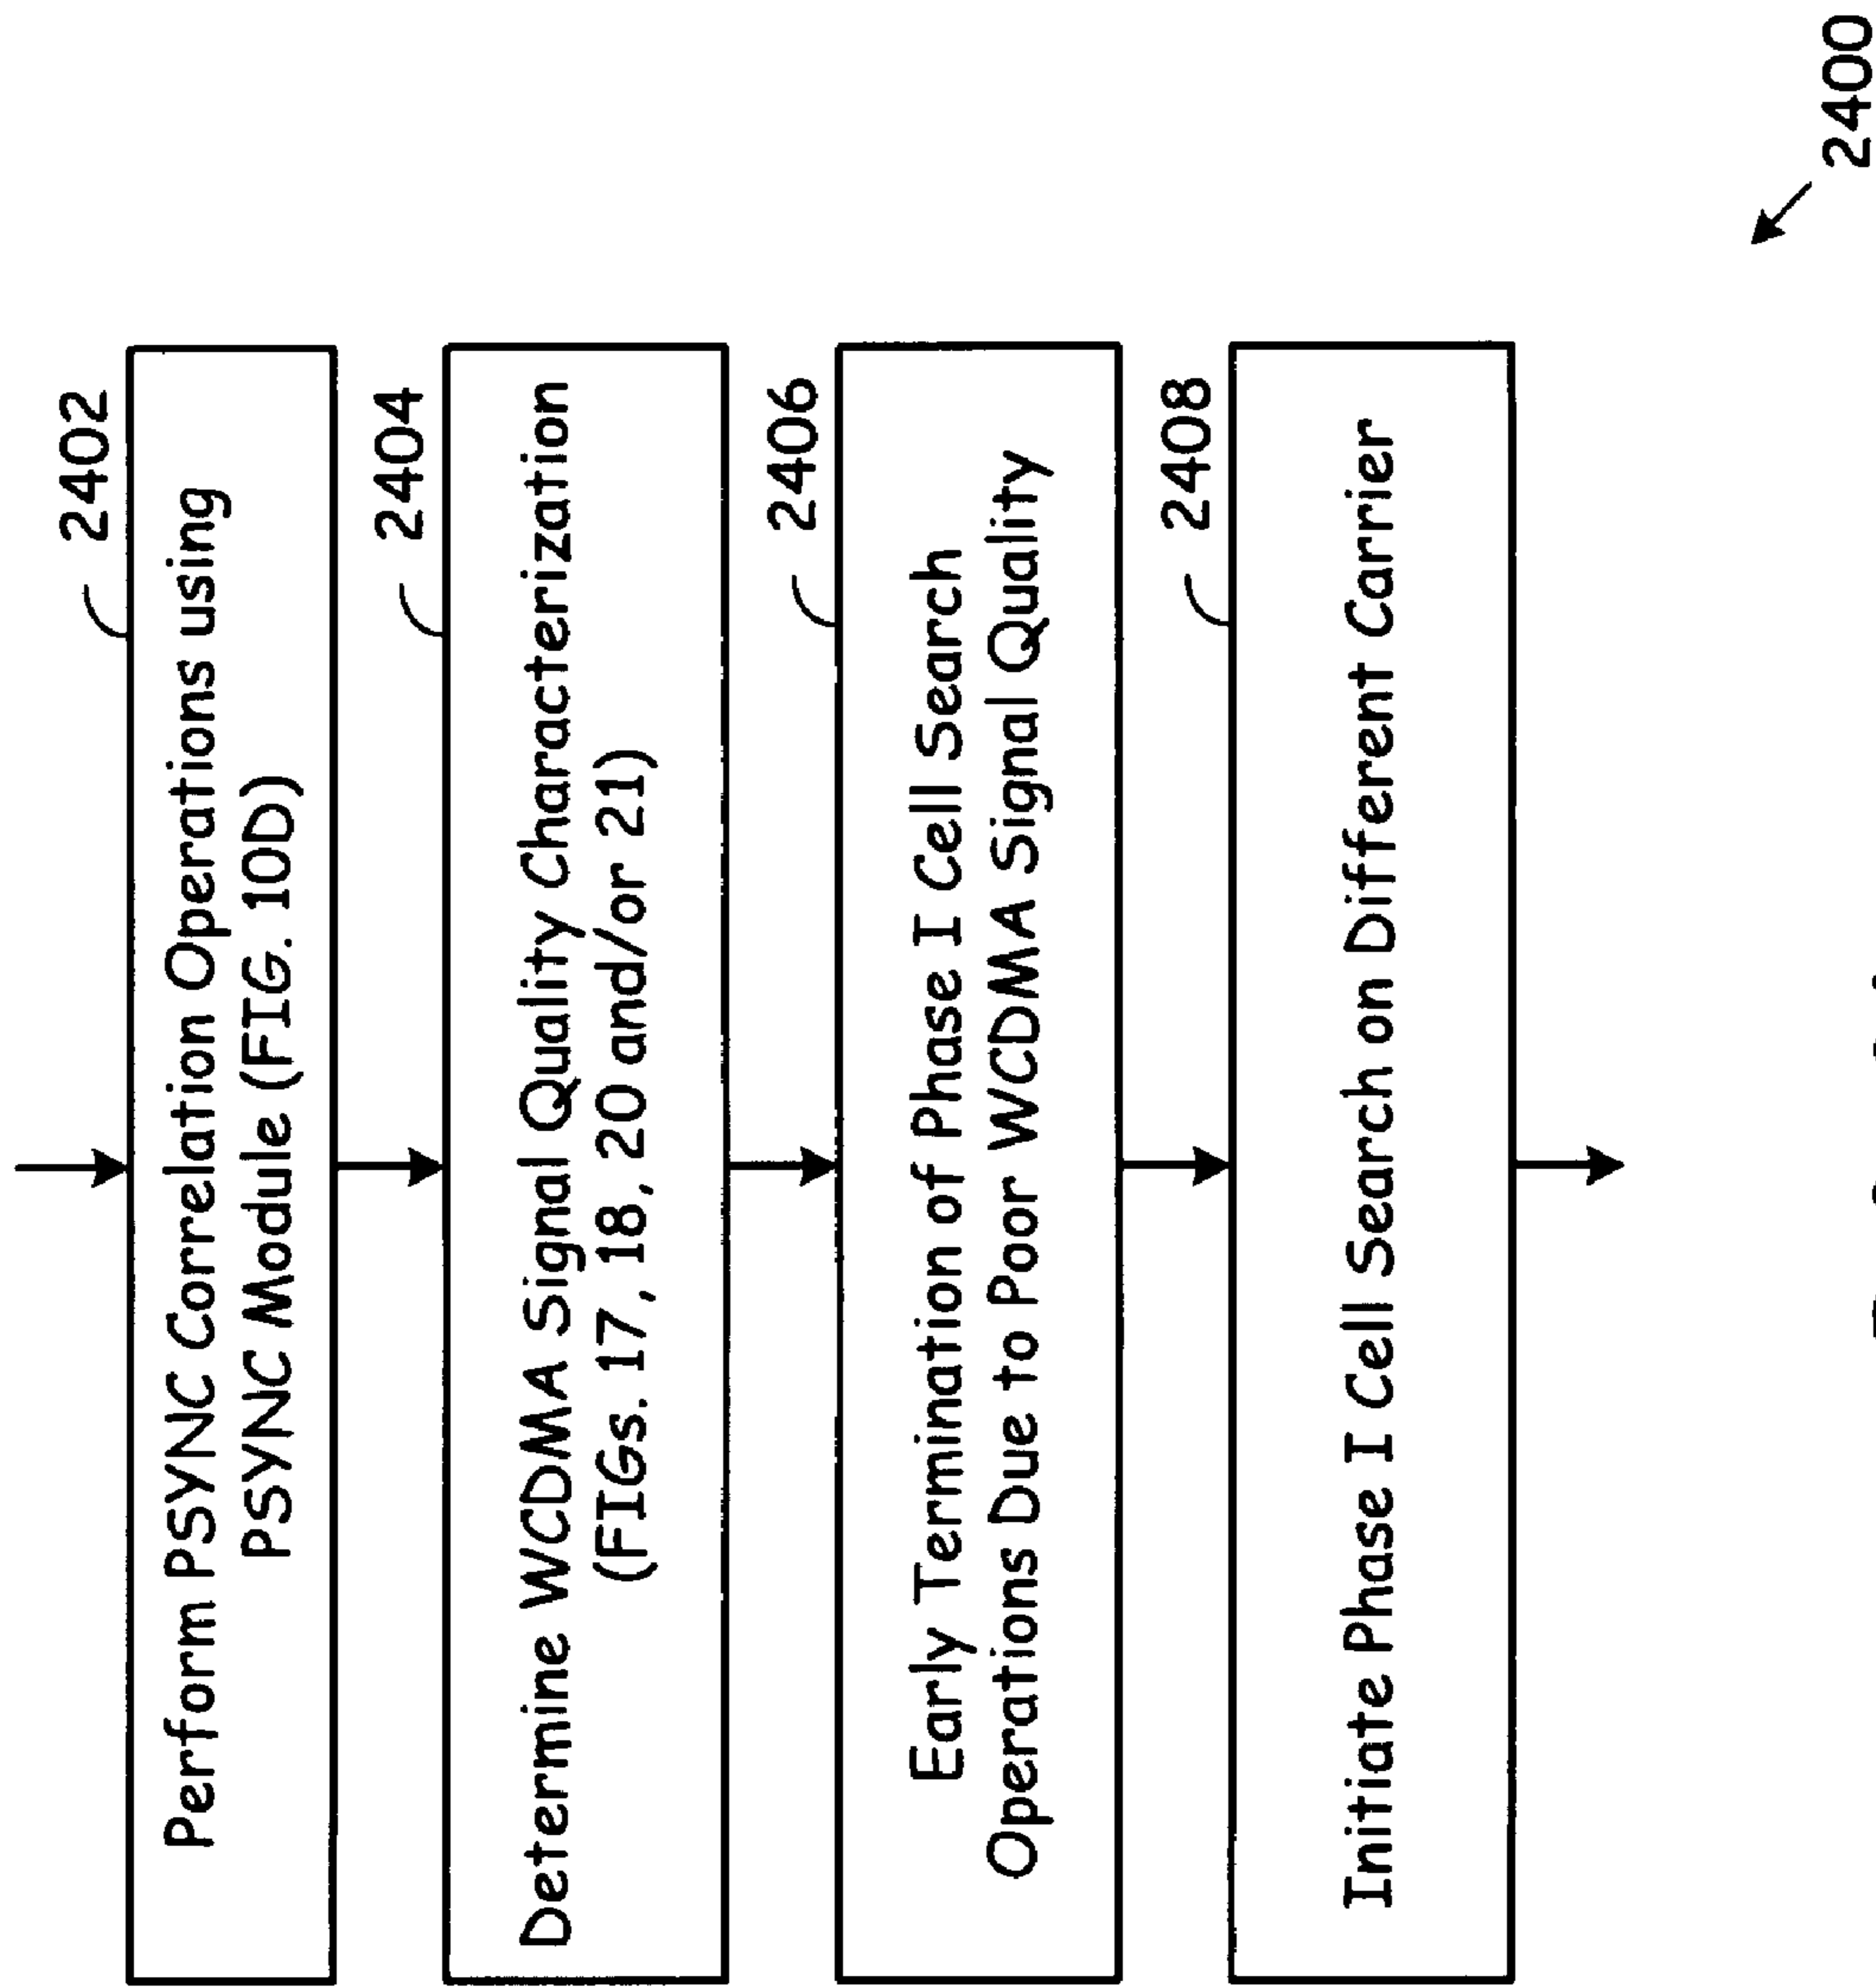 2402
Perform PSYNC Correlation Operations using
PSYNC Module (FIG. 10D)
2404
Determine WCDMA Signal Quality Characterization
(FIGs. 17, 18, 20 and/or 21)
2406
Early Termination of Phase I Cell Search
Operations Due to Poor WCDMA Signal Quality
2408
Initiate Phase I Cell Search on Different Carrier
2400